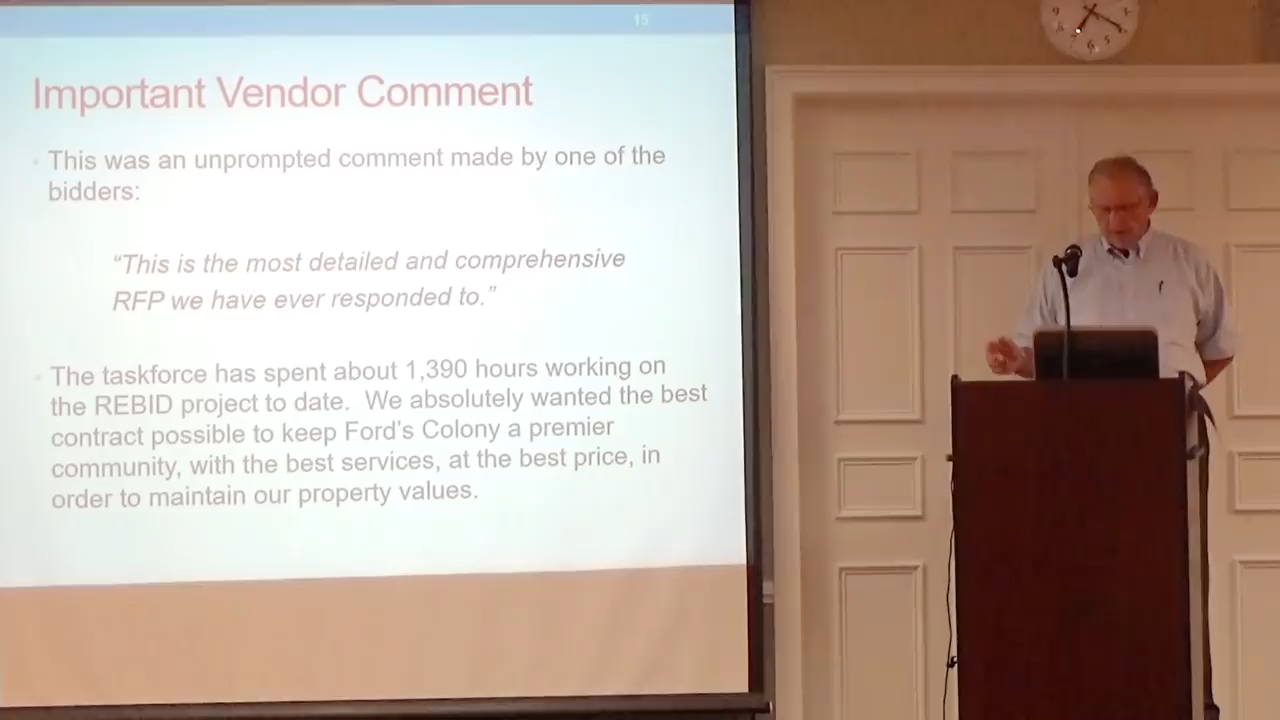 15
Important Vendor Comment
This was an unprompted comment made by one of the
bidders:
“This is the most detailed and comprehensive
RFP we have ever responded to.”
The taskforce has spent about 1,390 hours working on
the REBID project to date. We absolutely wanted the best
contract possible to keep Ford's Colony a premier
community, with the best services, at the best price, in
order to maintain our property values.